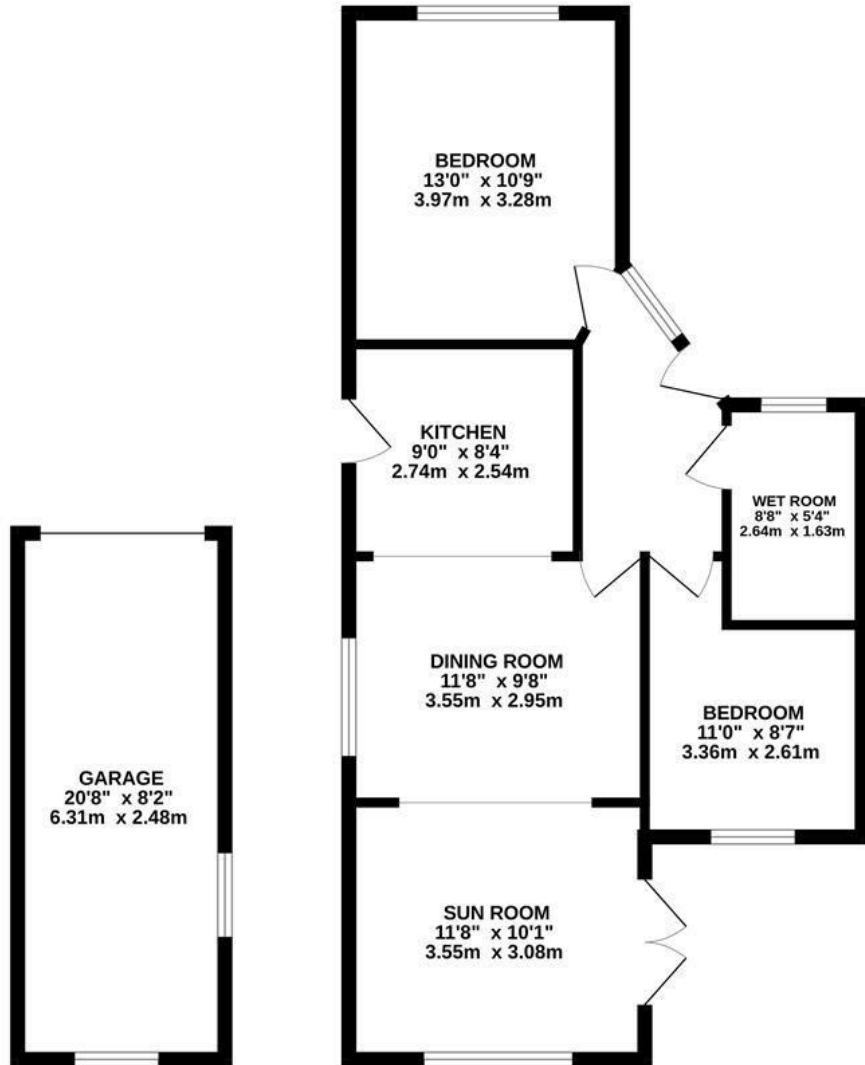 BEDROOM
13'0" x 10'9"
3.97m x 3.28m
KITCHEN
9'0" x 8'4"
2.74m x 2.54m
WET ROOM
8'8" x 5'4"
2.64m x 1.63m
DINING ROOM
11'8" x 9'8"
3.55m x 2.95m
BEDROOM
11'0" x 8'7"
3.36m x 2.61m
GARAGE
20'8" x 8'2"
6.31m x 2.48m
SUN ROOM
11'8" x 10'1"
3.55m x 3.08m